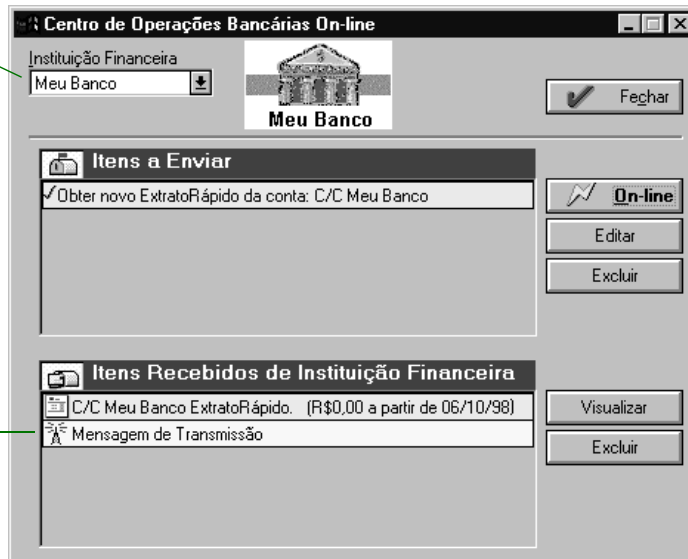 Centro de Operações Bancárias On-line
Instituição Financeira
Meu Banco
Meu Banco
Fechar
Itens a Enviar
Obter novo ExtratoRápido da conta: C/C Meu Banco
On-line
Editar
Excluir
Itens Recebidos de Instituição Financeira
C/C Meu Banco ExtratoRápido. (R$0,00 a partir de 06/10/98)
Visualizar
Mensagem de Transmissão
Excluir